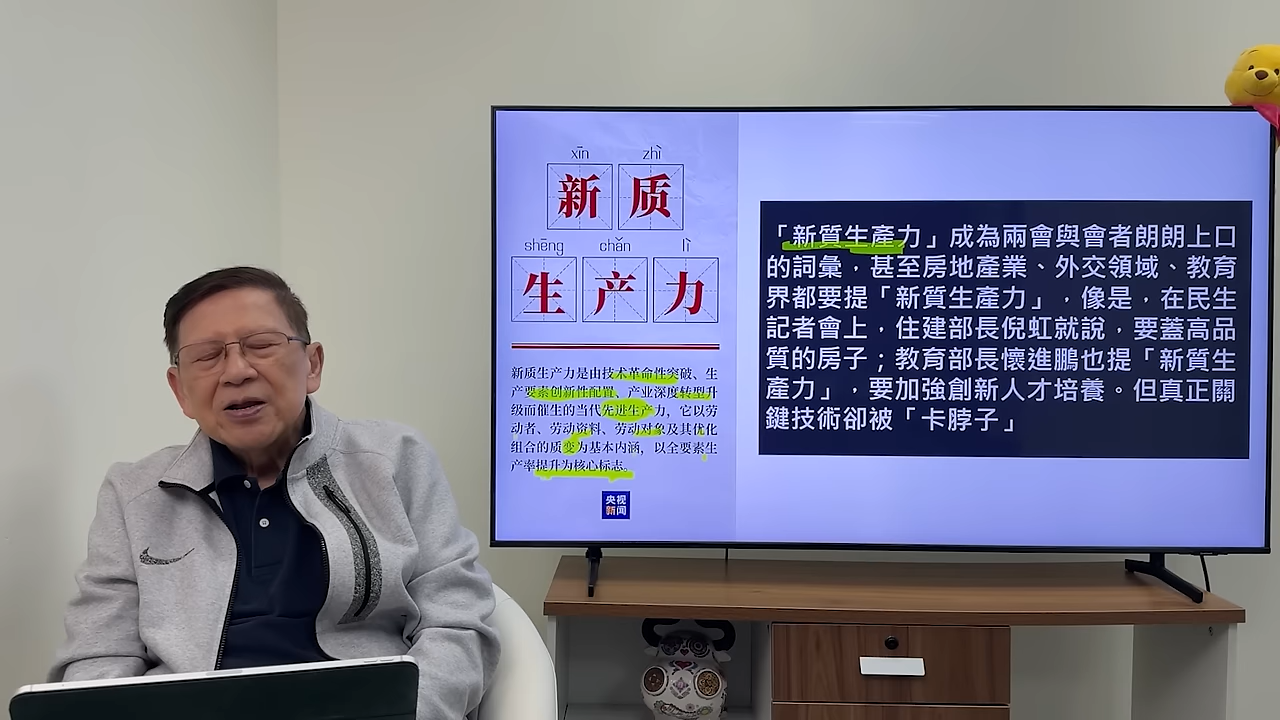 xīn zhì
新质
shēng chǎn lì
生产力
新质生产力是由技术革命性突破、生
产要素创新性配置、产业深度转型升
级而催生的当代先进生产力，它以劳
动者、劳动资料、劳动对象及其优化
组合的质变为基本内涵，以全要素生
产率提升为核心标志。
央视
新闻
「新質生產力」成為兩會與會者朗朗上口
的詞彙，甚至房地產業、外交領域、教育
界都要提「新質生產力」，像是，在民生
記者會上，住建部長倪虹就說，要蓋高品
質的房子；教育部長懷進鵬也提「新質生
產力」，要加強創新人才培養。但真正關
鍵技術卻被「卡脖子」